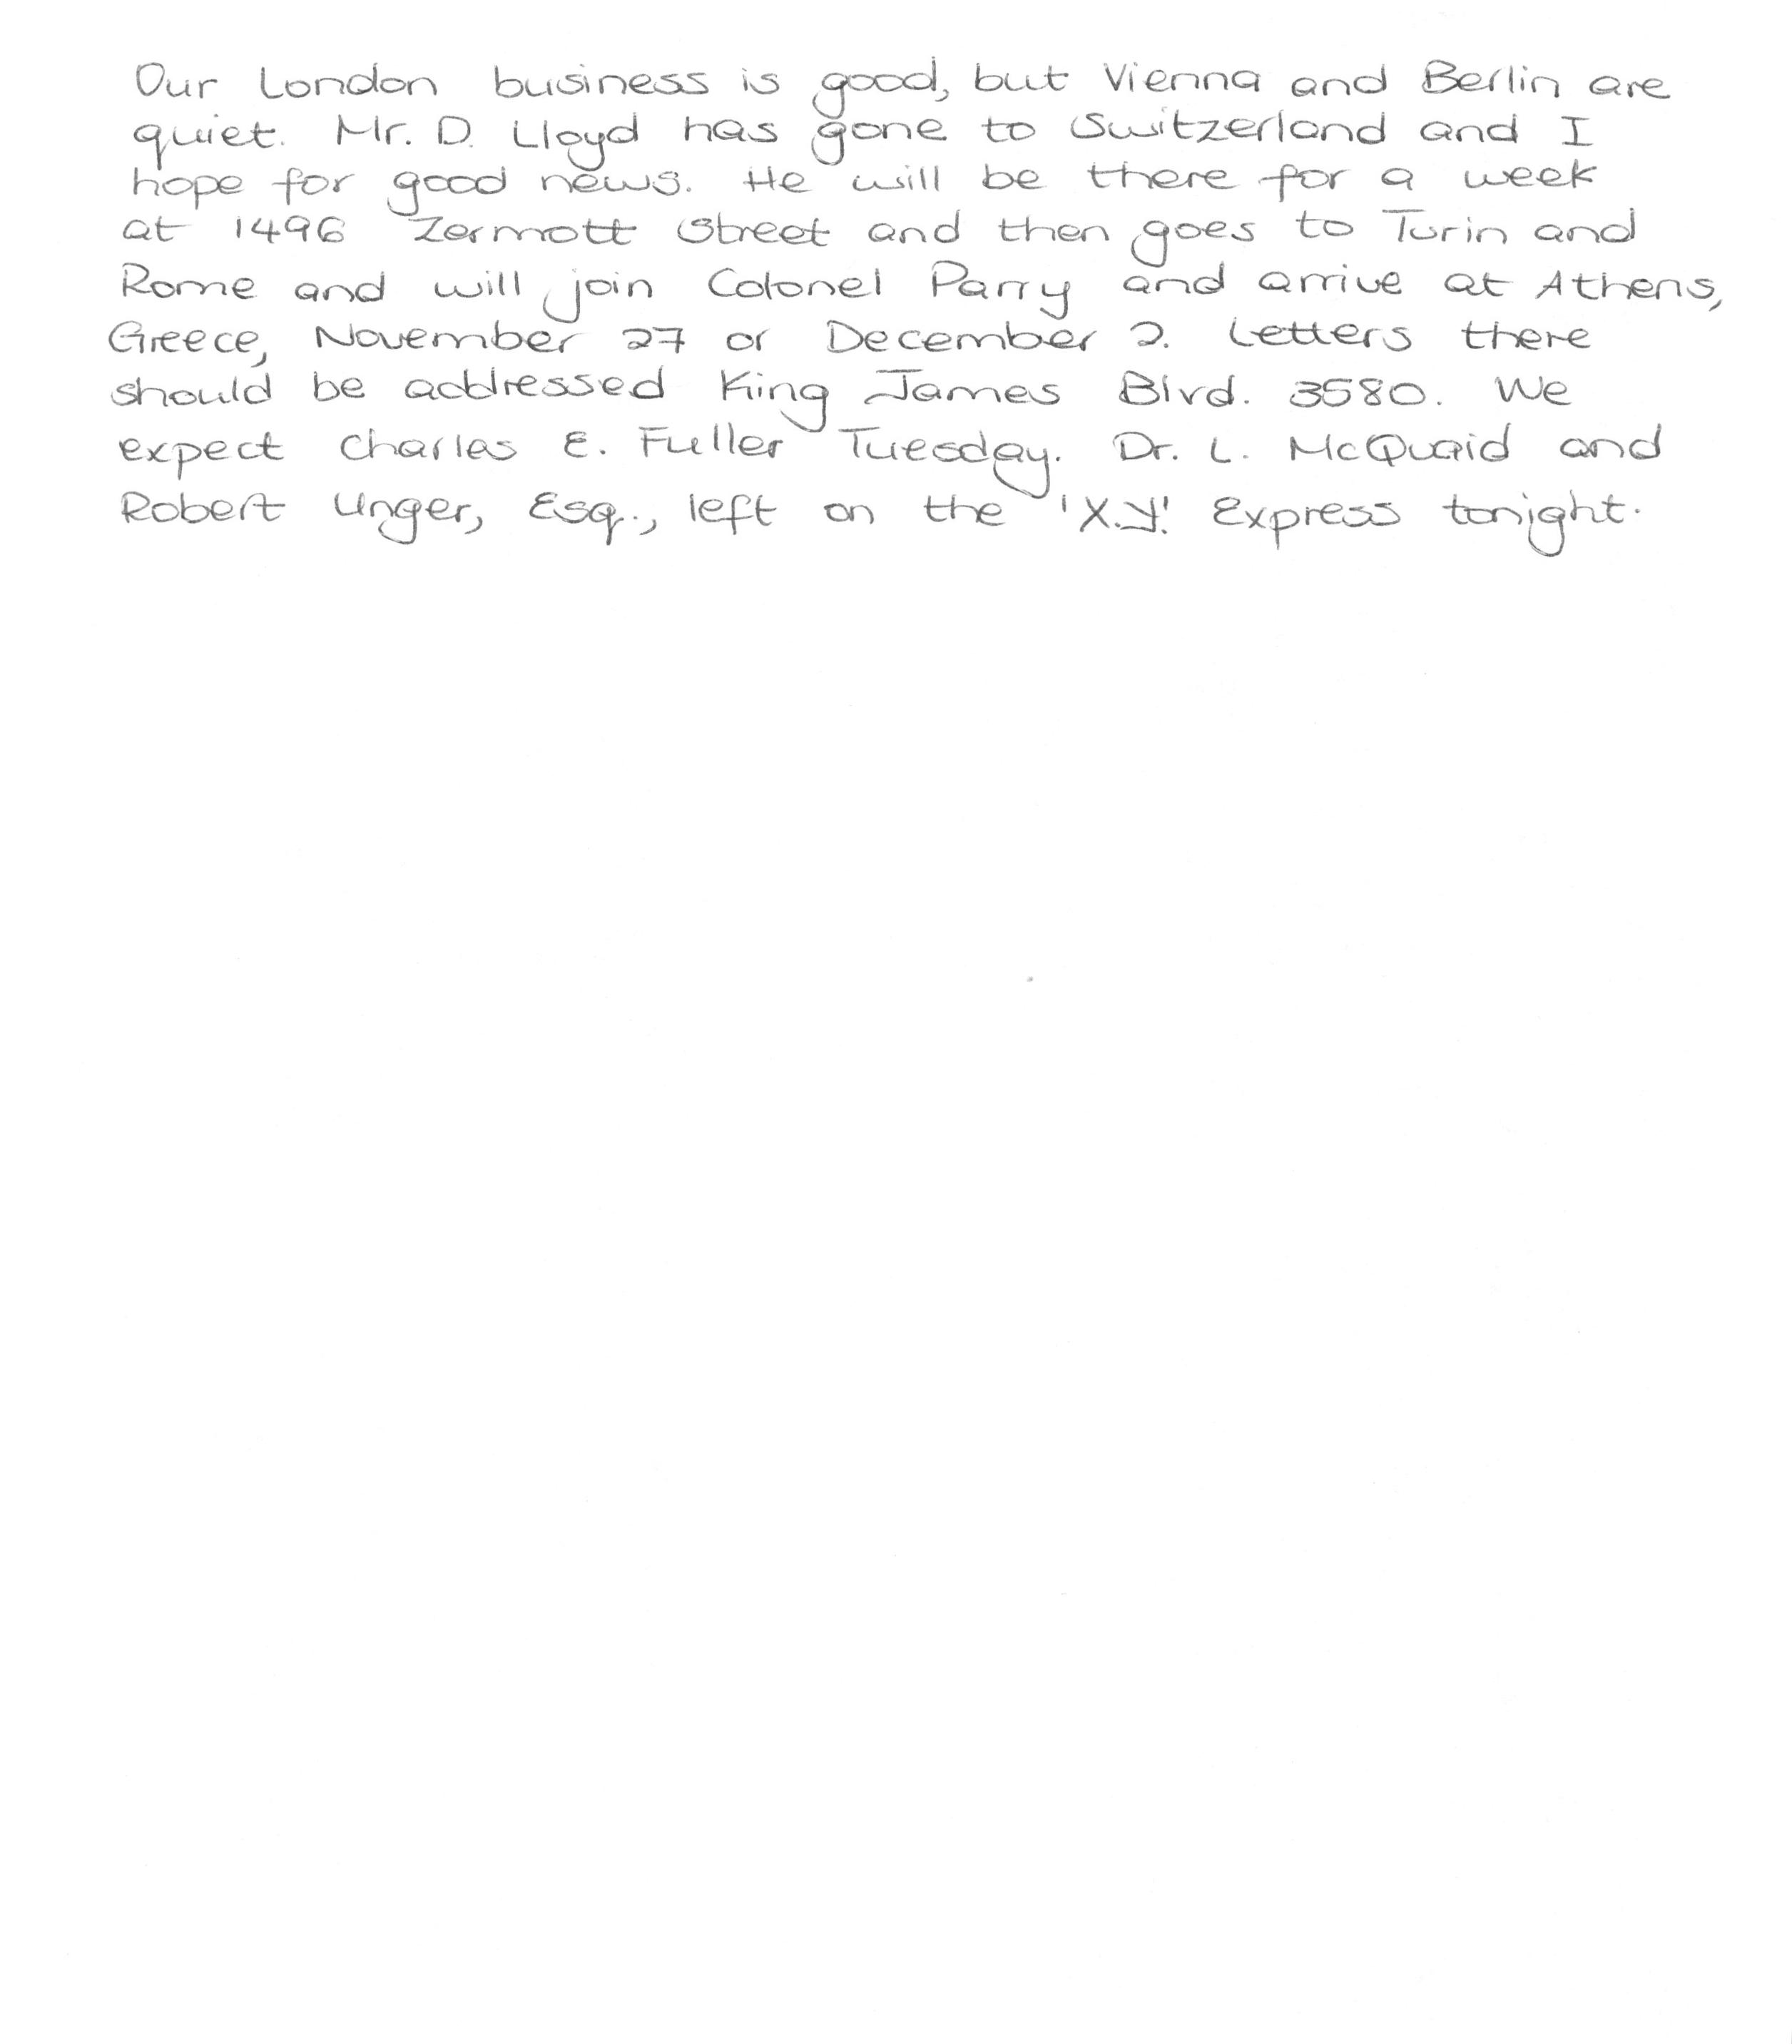 Our London business is good, but Vienna and Berlin are
quiet. Mr. D. Lloyd has gone to Switzerland and I
hope for good news. He will be there for a week
at 1496 Zermott Street and then goes to Turin and
Rome and will join Colonel Parry and arrive at Athens,
Greece, November 27 or December 2. Letters there
should be addressed King James Blvd. 3580. We
expect Charles E. Fuller Tuesday. Dr. L. McQuaid and
Robert Unger, Esq., left on the 'X.Y.' Express tonight.